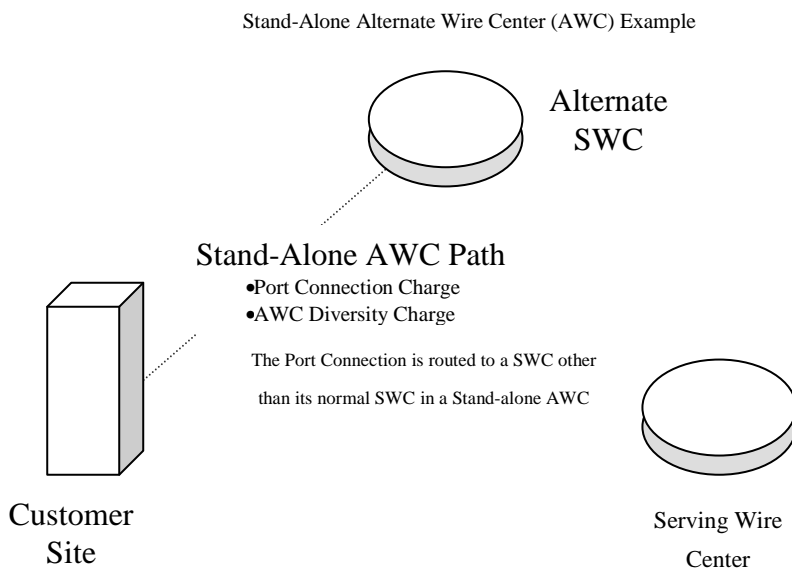 Stand-Alone Alternate Wire Center (AWC) Example
Alternate
SWC
Stand-Alone AWC Path
•Port Connection Charge
•AWC Diversity Charge
The Port Connection is routed to a SWC other
than its normal SWC in a Stand-alone AWC
Customer
Site
Serving Wire
Center